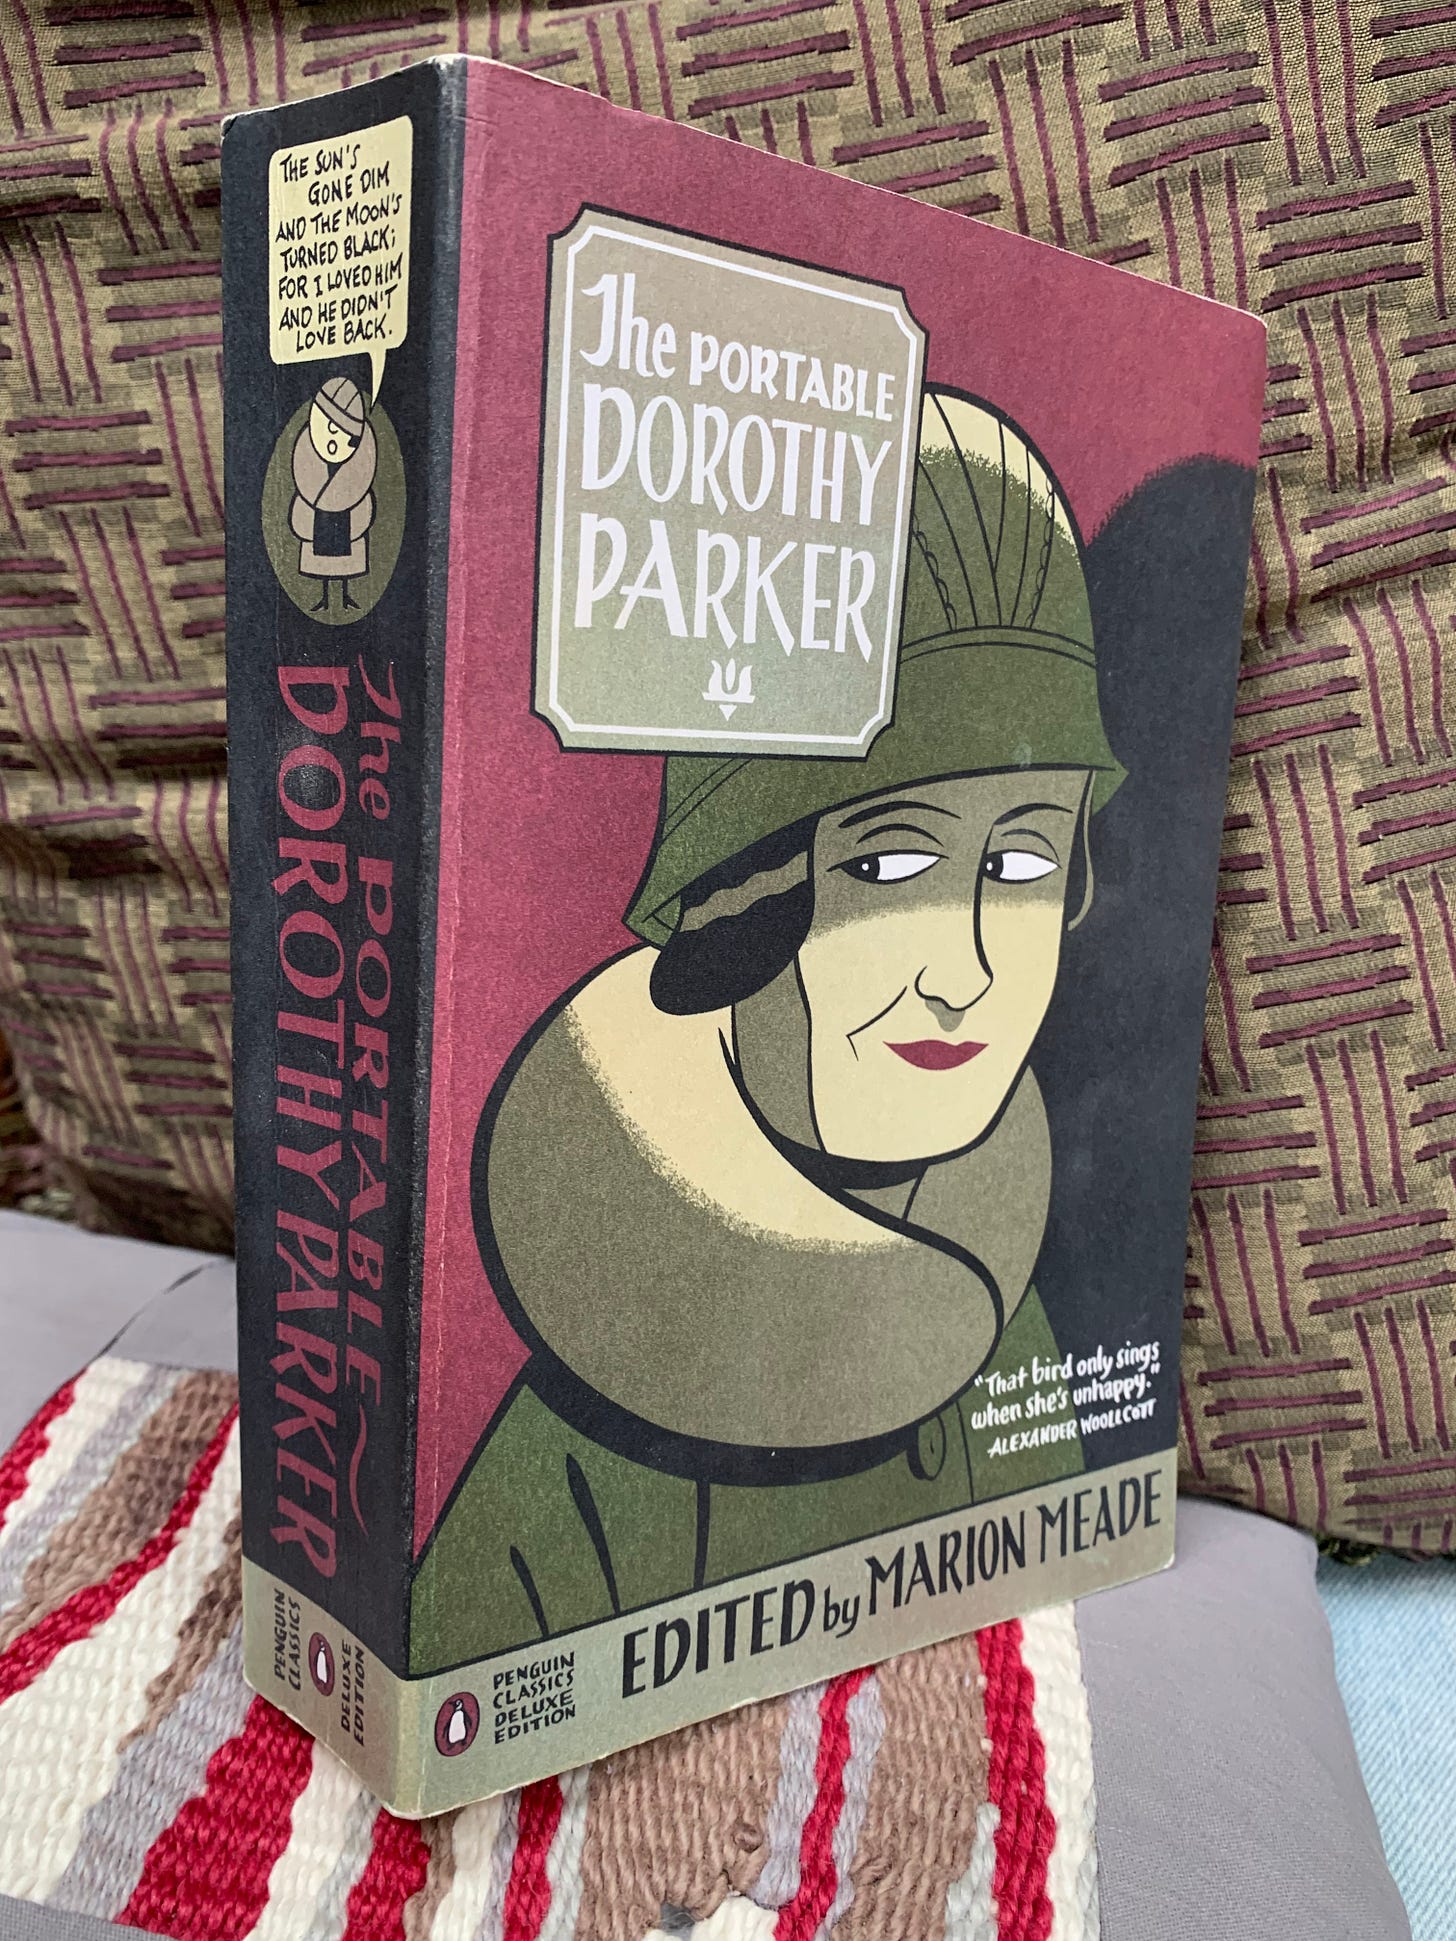 THE SUN'S
GONE DIM
AND THE MOON'S
TURNED BLACK;
FOR I LOVED HIM
AND HE DIDN'T
LOVE BACK.
The PORTABLE
DOROTHY PARKER
PENGUIN
CLASSICS
DELUXE
EDITION
The PORTABLE
DOROTHY
PARKER
"That bird only sings
when she's unhappy."
ALEXANDER WOOLLCOTT
EDITED by MARION MEADE
PENGUIN
CLASSICS
DELUXE
EDITION